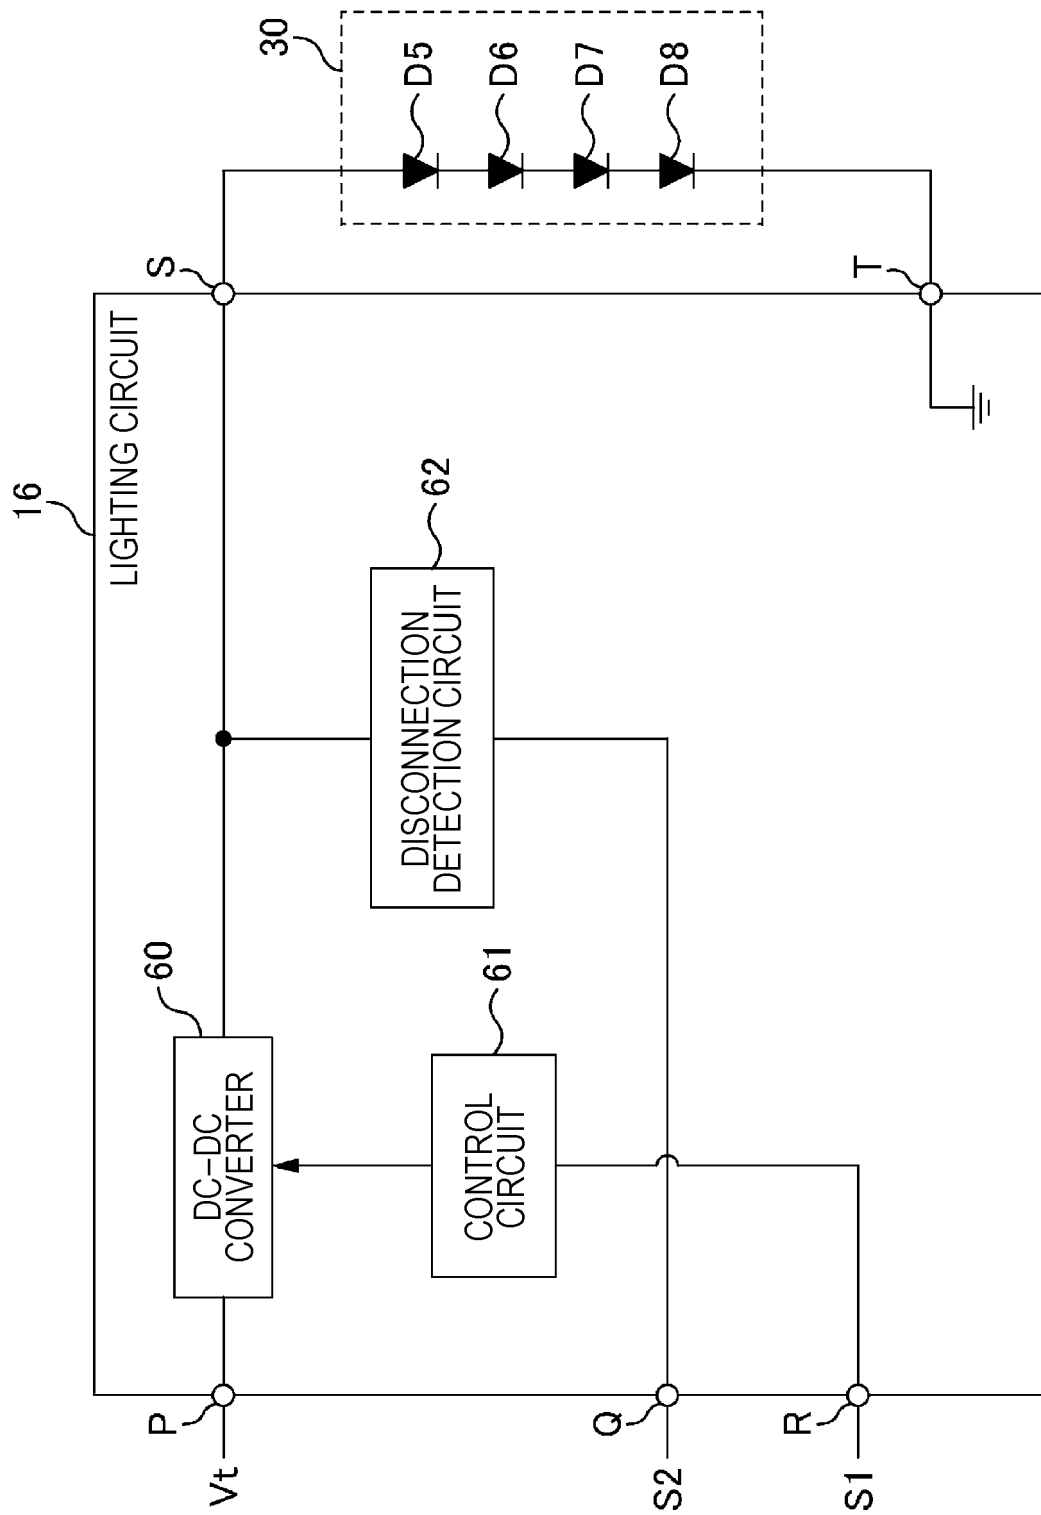 16
LIGHTING CIRCUIT
30
P
Vt
60
DC-DC
CONVERTER
S
D5
D6
D7
D8
61
CONTROL
CIRCUIT
62
DISCONNECTION
DETECTION CIRCUIT
Q
S2
R
S1
T